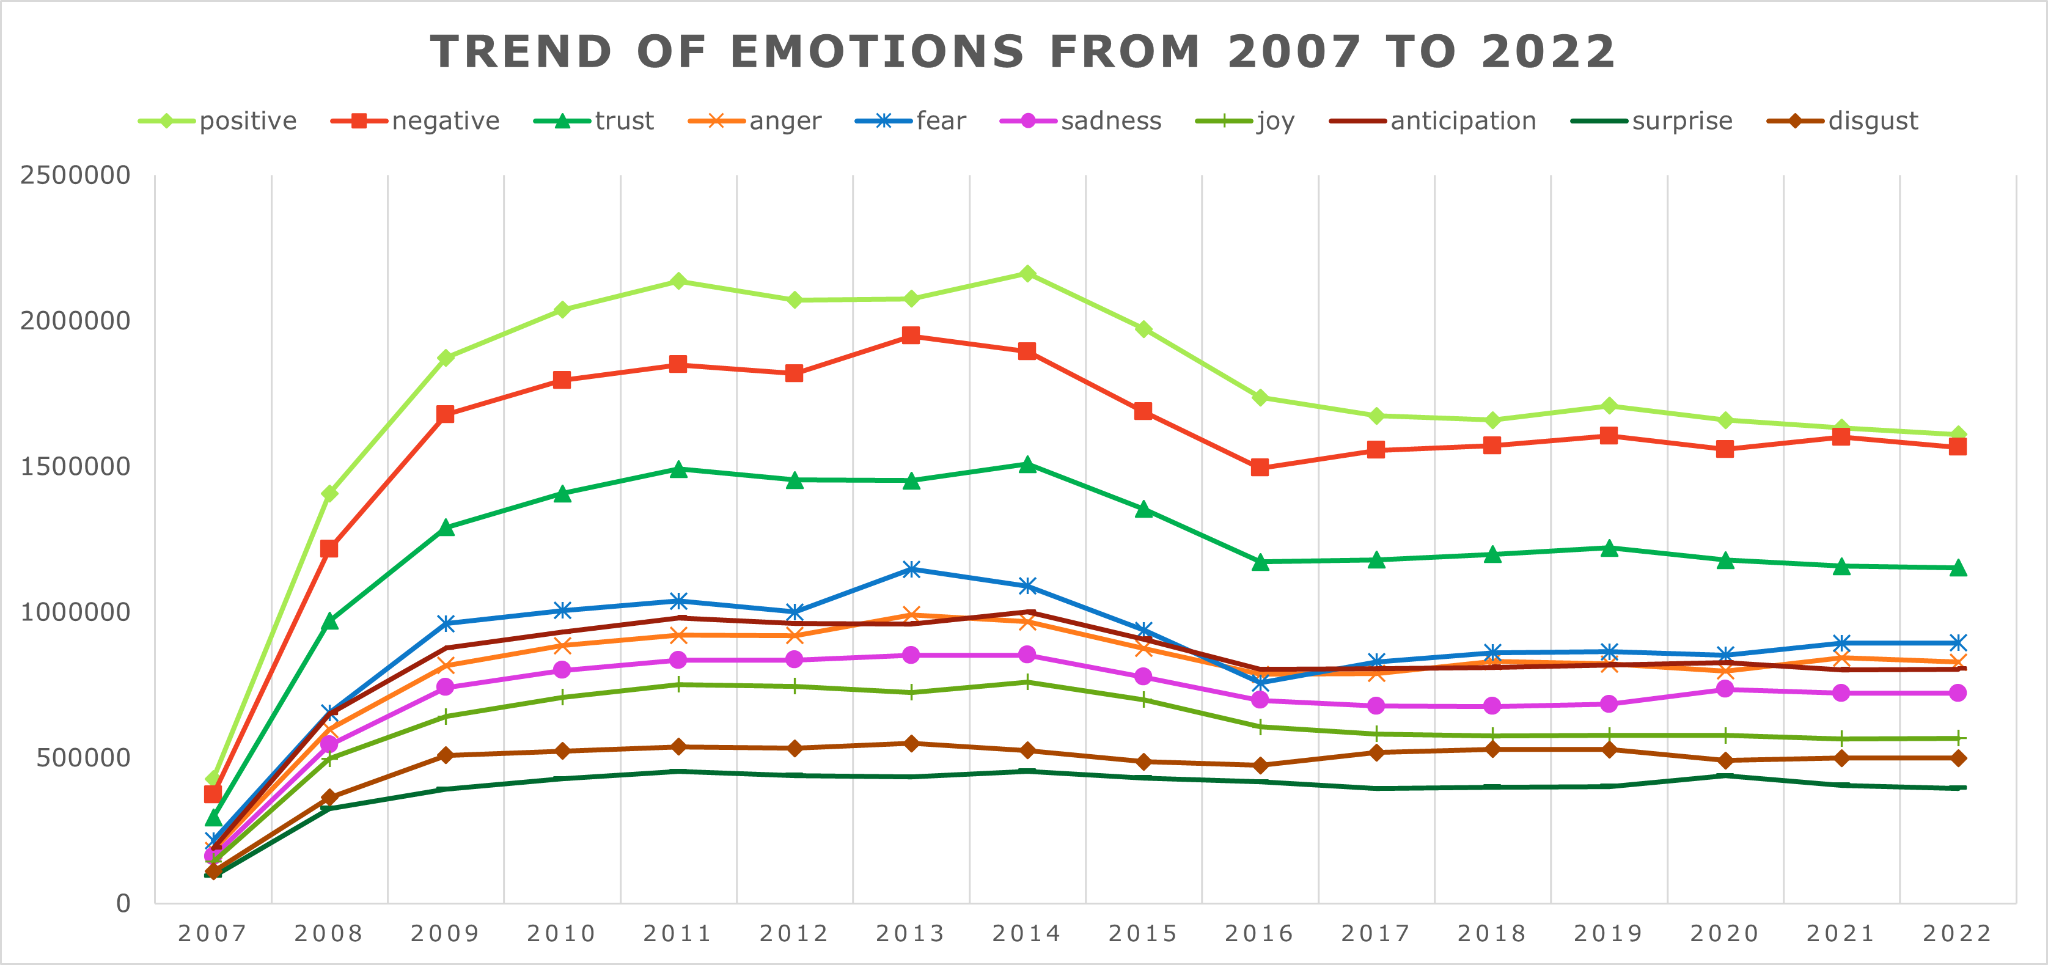 TREND OF EMOTIONS FROM 2007 TO 2022
positive negative trust anger fear sadness joy anticipation surprise disgust
2500000
2000000
1500000
1000000
500000
0
2007 2008 2009 2010 2011 2012 2013 2014 2015 2016 2017 2018 2019 2020 2021 2022